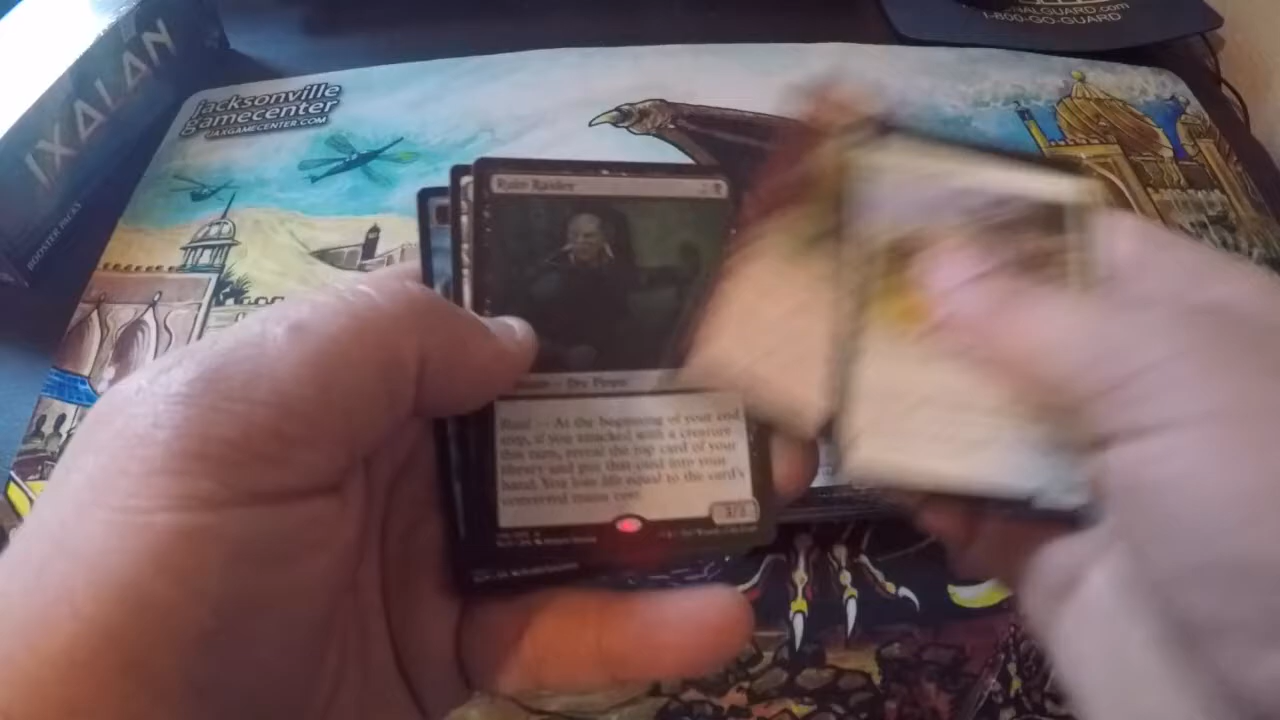 NALGUARD.com
1-800-GO-GUARD
IXALAN
BOOSTER PACKS
jacksonville
gamecenter
JAXGAMECENTER.COM
Ruin Raider
Raid — At the beginning of your end
step, if you attacked with a creature
this turn, reveal the top card of your
library and put that card into your
hand. You lose life equal to the card's
converted mana cost.